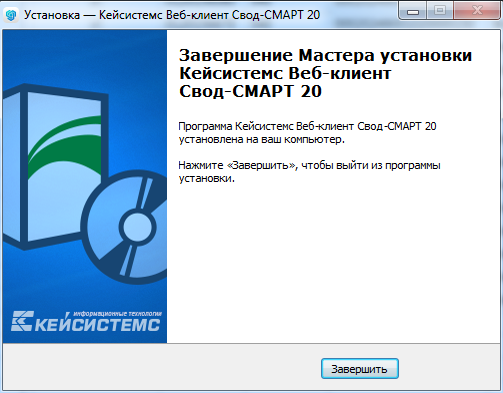 Установка — Кейсистемс Веб-клиент Свод-СМАРТ 20
Завершение Мастера установки
Кейсистемс Веб-клиент
Свод-СМАРТ 20
Программа Кейсистемс Веб-клиент Свод-СМАРТ 20
установлена на ваш компьютер.
Нажмите «Завершить», чтобы выйти из программы
установки.
информационные технологии
КЕЙСИСТЕМС
Завершить